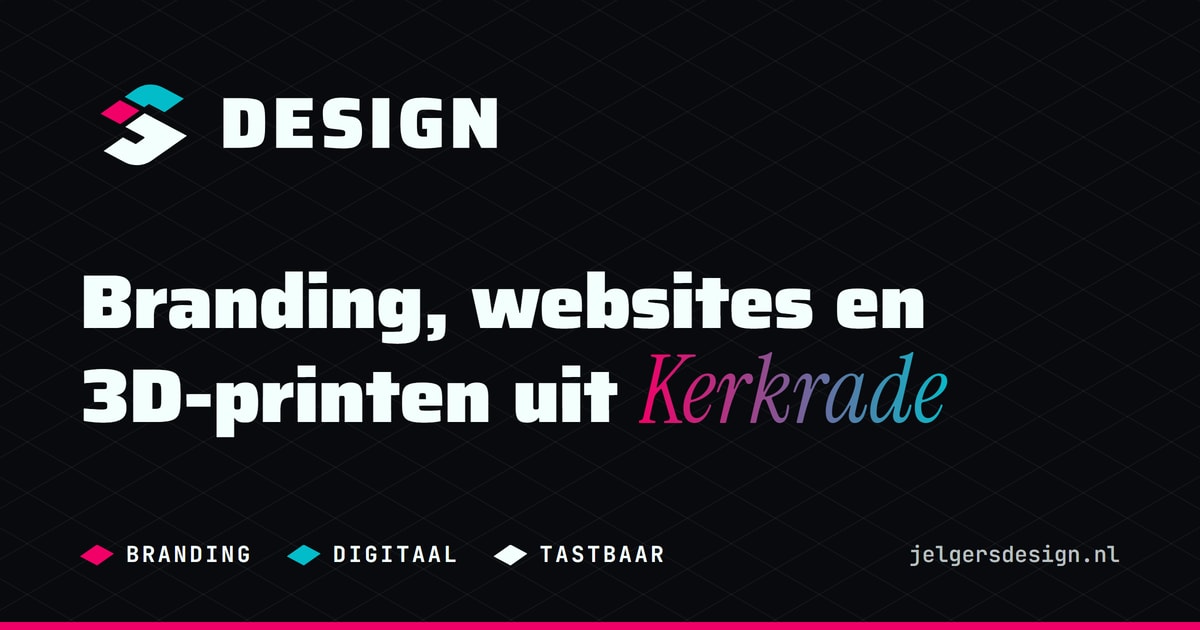 DESIGN
Branding, websites en
3D-printen uit Kerkrade
BRANDING DIGITAAL TASTBAAR
jelgersdesign.nl